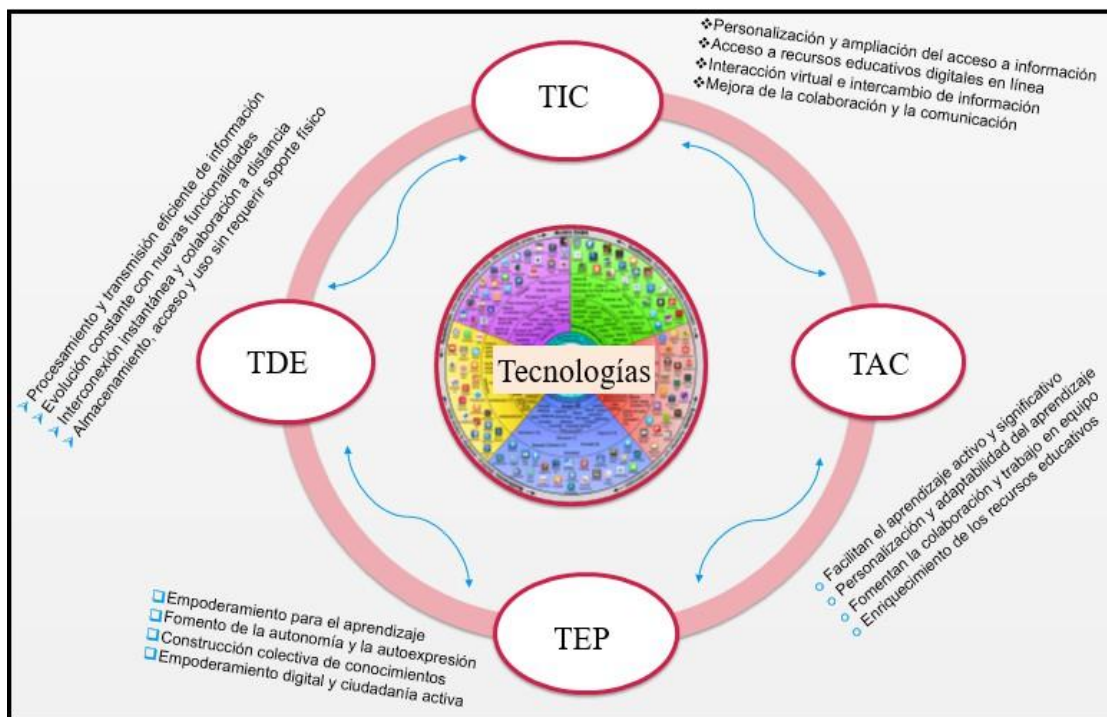 TIC
❖Personalización y ampliación del acceso a información
❖Acceso a recursos educativos digitales en línea
❖Interacción virtual e intercambio de información
❖Mejora de la colaboración y la comunicación
Procesamiento y transmisión eficiente de información
Evolución constante con nuevas funcionalidades
Interconexión instantánea y colaboración a distancia
Almacenamiento, acceso y uso sin requerir soporte físico
TDE
Tecnologías
TAC
Facilitan el aprendizaje activo y significativo
Personalización y adaptabilidad del aprendizaje
Fomentan la colaboración y trabajo en equipo
Enriquecimiento de los recursos educativos
TEP
Empoderamiento para el aprendizaje
Fomento de la autonomía y la autoexpresión
Construcción colectiva de conocimientos
Empoderamiento digital y ciudadanía activa